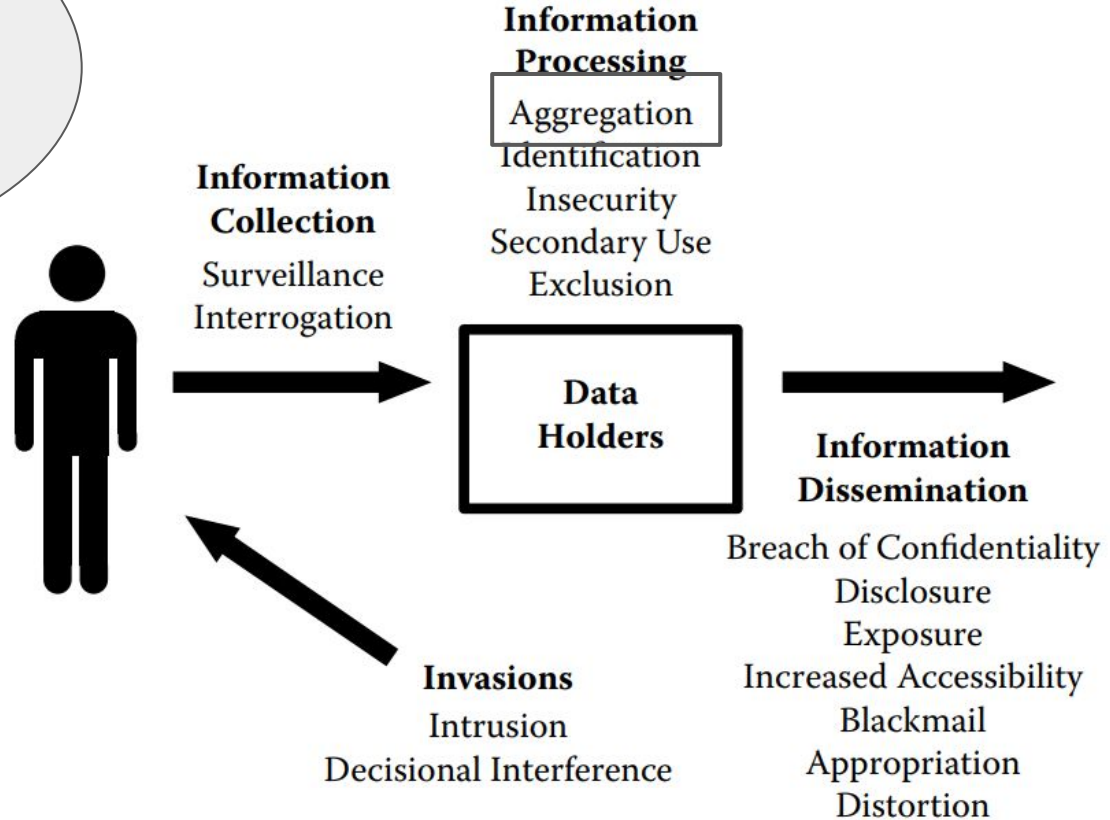 Information
Processing
Aggregation
Identification
Insecurity
Secondary Use
Exclusion
Information
Collection
Surveillance
Interrogation
Data
Holders
Information
Dissemination
Breach of Confidentiality
Disclosure
Exposure
Increased Accessibility
Blackmail
Appropriation
Distortion
Invasions
Intrusion
Decisional Interference